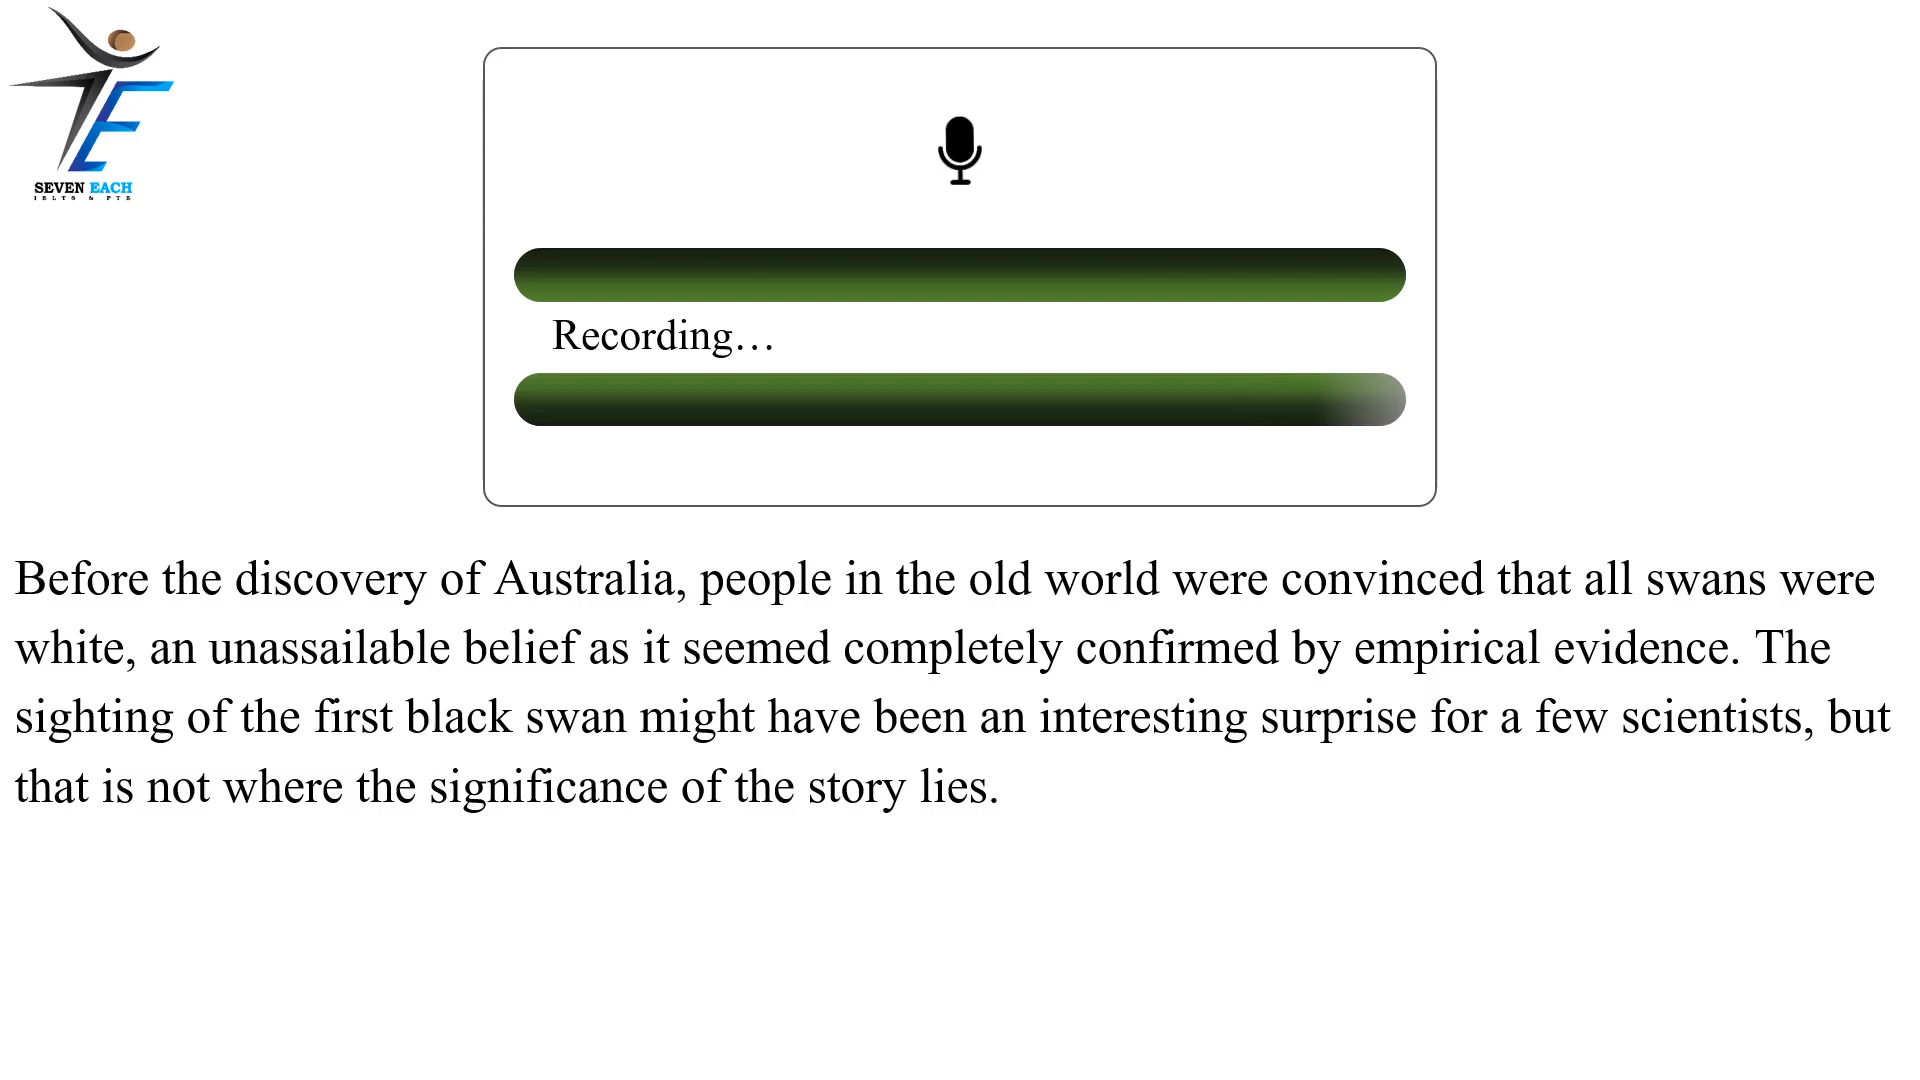 SEVEN EACH
IELTS & PTE
Recording…
Before the discovery of Australia, people in the old world were convinced that all swans were
white, an unassailable belief as it seemed completely confirmed by empirical evidence. The
sighting of the first black swan might have been an interesting surprise for a few scientists, but
that is not where the significance of the story lies.